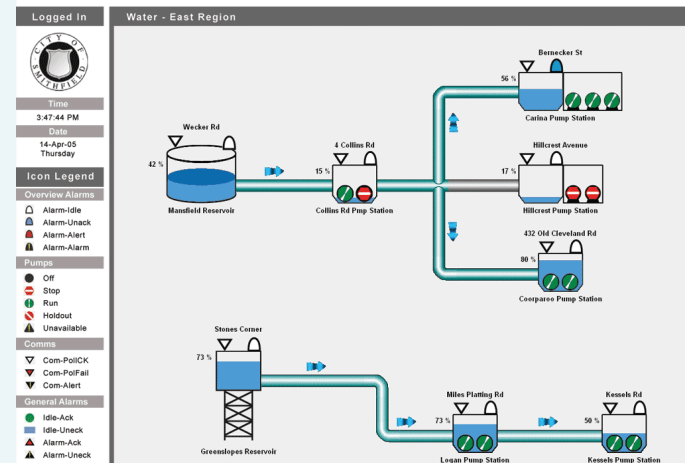 Logged In
CITY OF
SMITHFIELD
Time
3:47:44 PM
Date
14-Apr-05
Thursday
Icon Legend
Overview Alarms
Alarm-Idle
Alarm-Unack
Alarm-Alert
Alarm-Alarm
Pumps
Off
Stop
Run
Holdout
Unavailable
Comms
Com-PollCK
Com-PolFail
Com-Alert
General Alarms
Idle-Ack
Idle-Uneck
Alarm-Ack
Alarm-Uneck
Water - East Region
Bernecker St
56 %
Carina Pump Station
Wecker Rd
42 %
Mansfield Reservoir
4 Collins Rd
15 %
Collins Rd Pmp Station
Hillcrest Avenue
17 %
Hillcrest Pump Station
432 Old Cleveland Rd
80 %
Coorparoo Pump Station
Stones Corner
73 %
Greenslopes Reservoir
Miles Platting Rd
73 %
Logan Pump Station
Kessels Rd
50 %
Kessels Pump Station